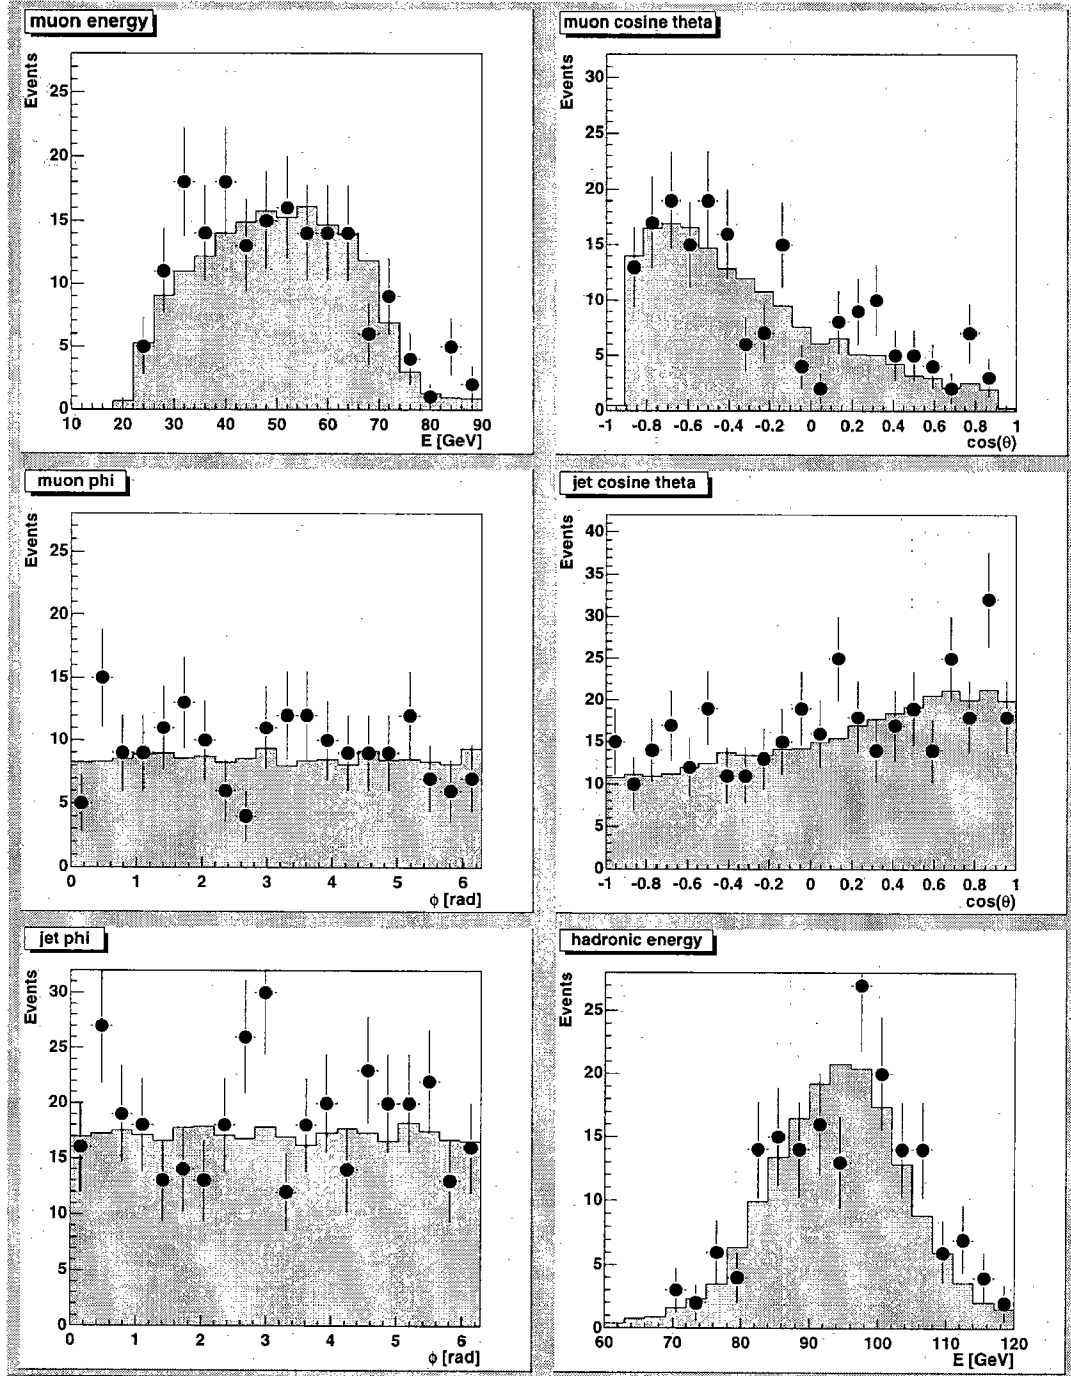 muon energy
Events
25
20
15
10
5
0
10 20 30 40 50 60 70 80 90
E [GeV]
muon cosine theta
Events
30
25
20
15
10
5
0
-1 -0.8 -0.6 -0.4 -0.2 0 0.2 0.4 0.6 0.8 1
cos(θ)
muon phi
Events
25
20
15
10
5
0
0 1 2 3 4 5 6
ϕ [rad]
jet cosine theta
Events
40
35
30
25
20
15
10
5
0
-1 -0.8 -0.6 -0.4 -0.2 0 0.2 0.4 0.6 0.8 1
cos(θ)
jet phi
Events
30
25
20
15
10
5
0
0 1 2 3 4 5 6
ϕ [rad]
hadronic energy
Events
25
20
15
10
5
0
60 70 80 90 100 110 120
E [GeV]